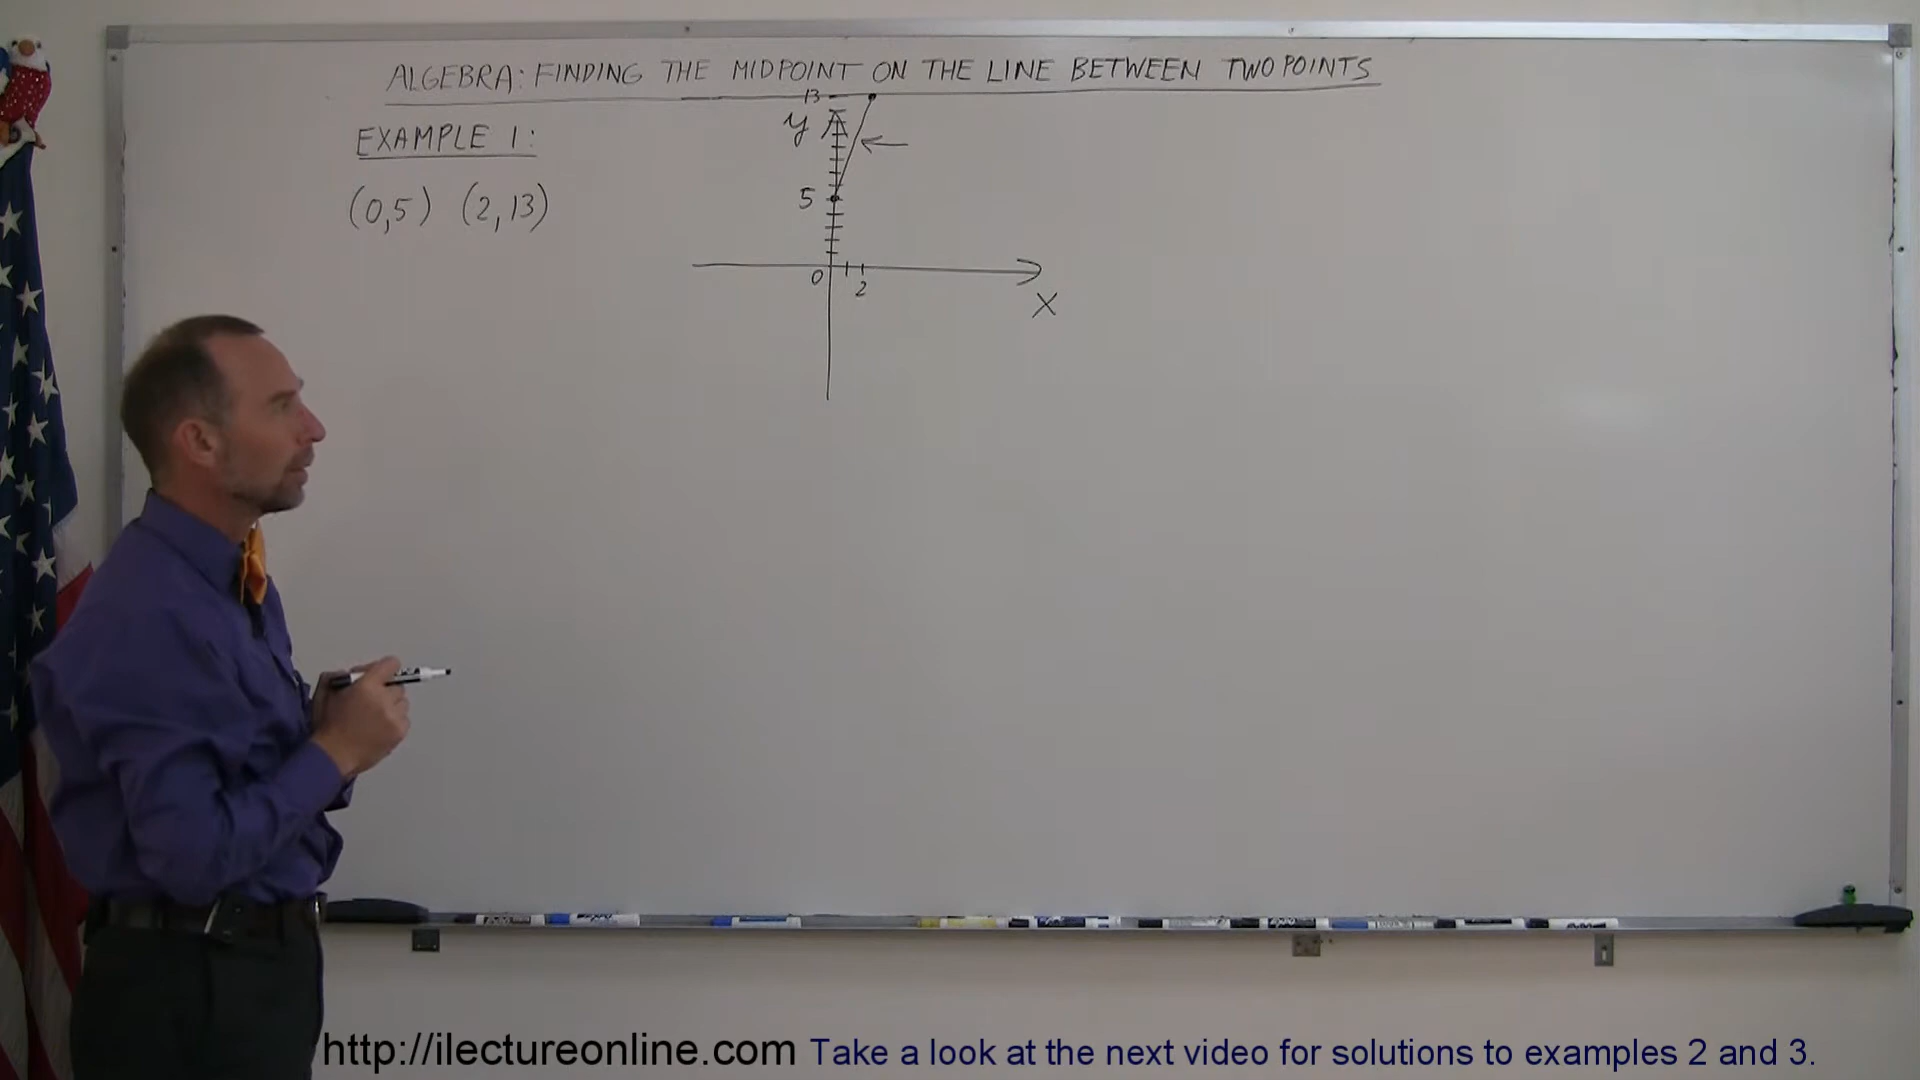 ALGEBRA: FINDING THE MIDPOINT ON THE LINE BETWEEN TWO POINTS
13
y
EXAMPLE 1:
5
(0,5) (2,13)
0
2
X
http://ilectureonline.com Take a look at the next video for solutions to examples 2 and 3.